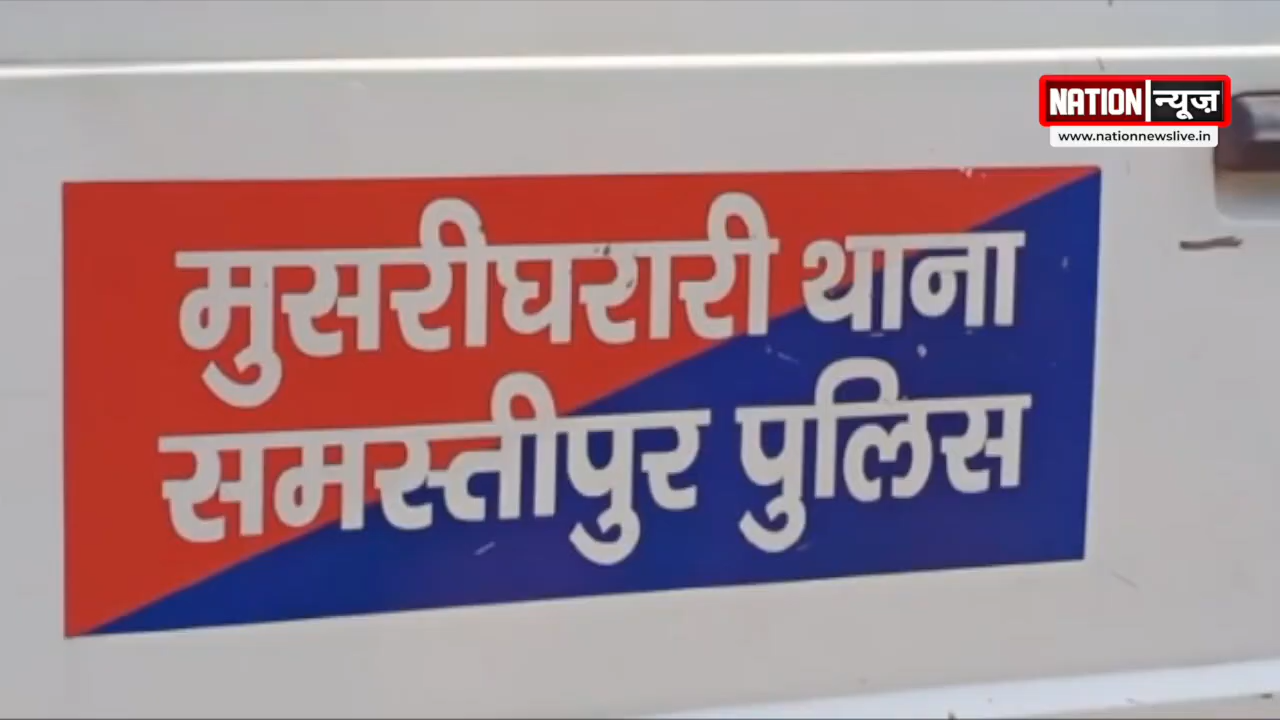 NATION न्यूज़
www.nationnewslive.in
मुसरीघरारी थाना
समस्तीपुर पुलिस